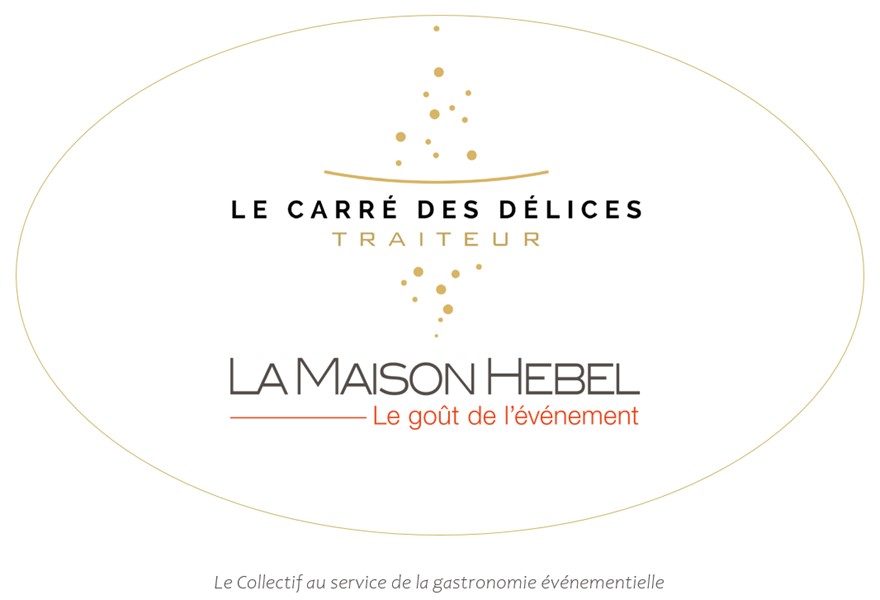 LE CARRÉ DES DÉLICES
TRAITEUR
LA MAISON HEBEL
Le goût de l'événement
Le Collectif au service de la gastronomie événementielle